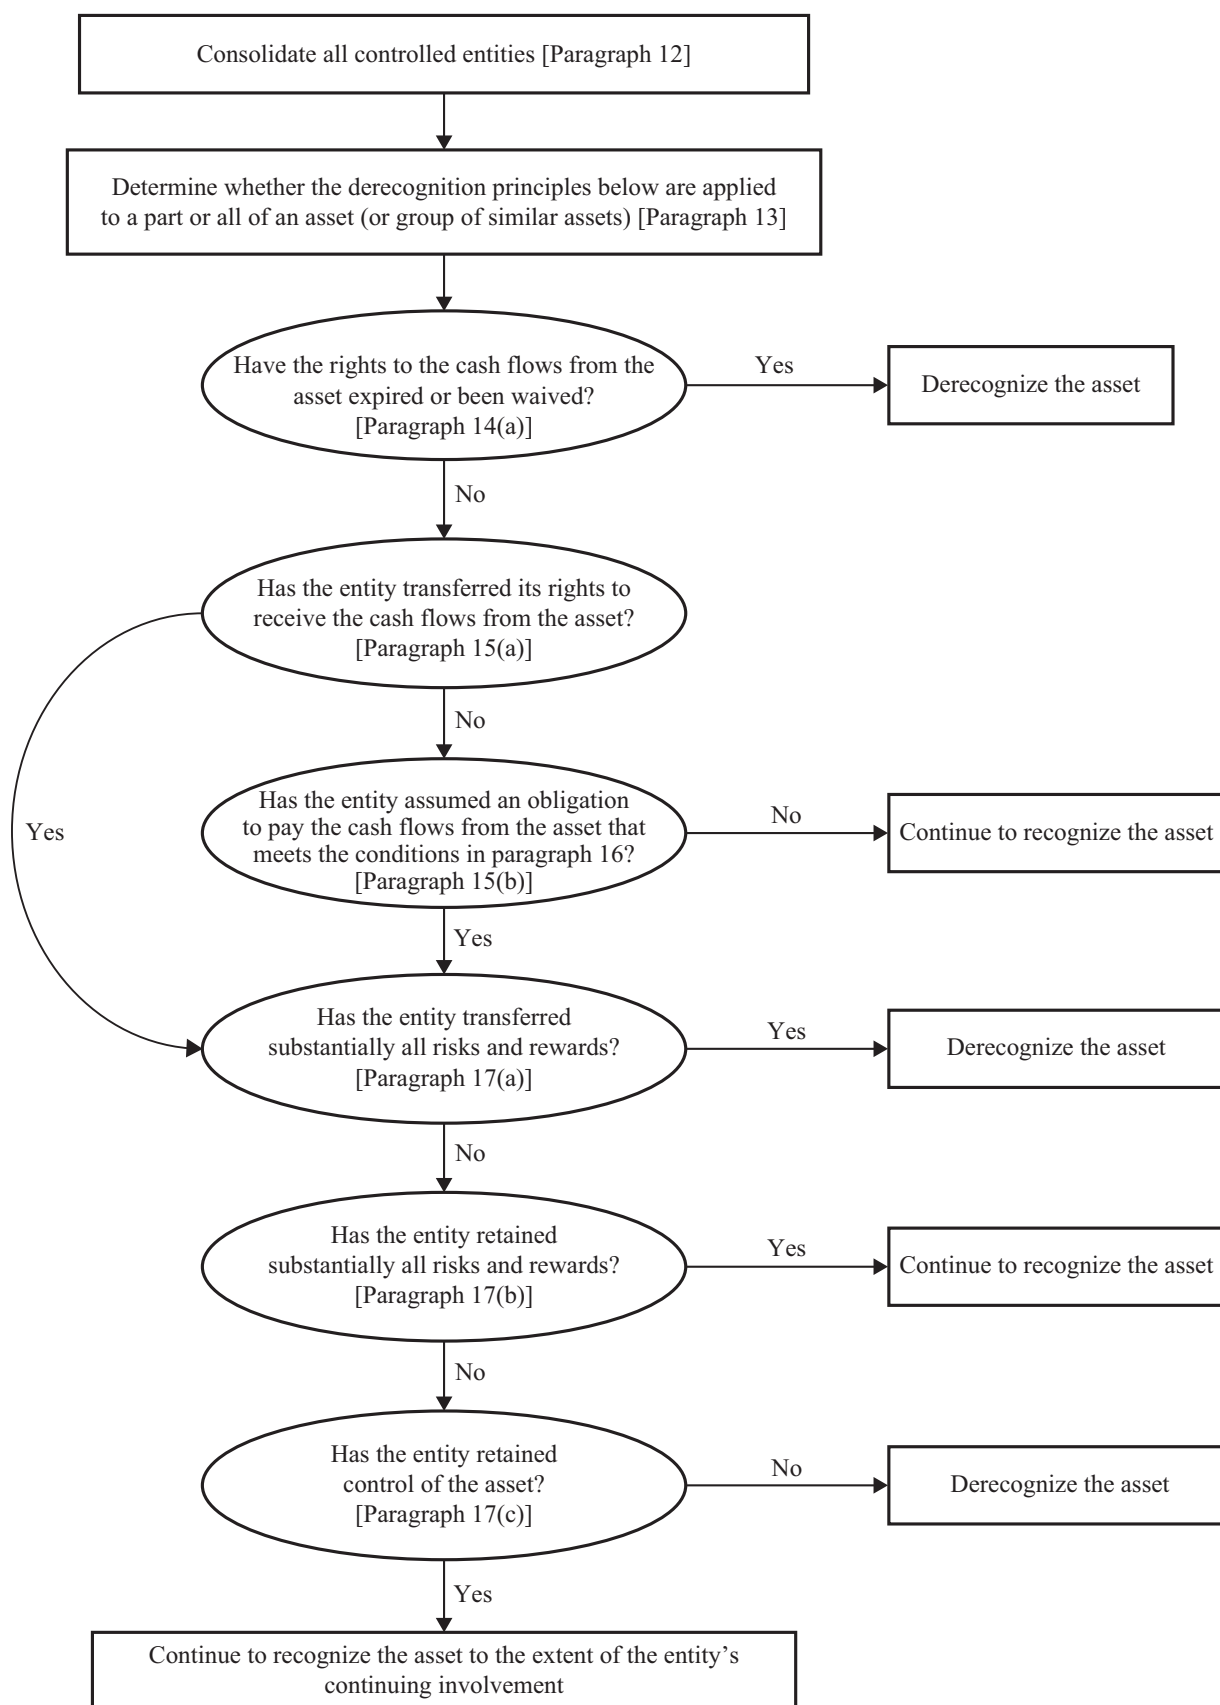 Consolidate all controlled entities [Paragraph 12]
Determine whether the derecognition principles below are applied
to a part or all of an asset (or group of similar assets) [Paragraph 13]
Have the rights to the cash flows from the
asset expired or been waived?
[Paragraph 14(a)]
Yes
Derecognize the asset
No
Has the entity transferred its rights to
receive the cash flows from the asset?
[Paragraph 15(a)]
No
Yes
Has the entity assumed an obligation
to pay the cash flows from the asset that
meets the conditions in paragraph 16?
[Paragraph 15(b)]
No
Continue to recognize the asset
Yes
Has the entity transferred
substantially all risks and rewards?
[Paragraph 17(a)]
Yes
Derecognize the asset
No
Has the entity retained
substantially all risks and rewards?
[Paragraph 17(b)]
Yes
Continue to recognize the asset
No
Has the entity retained
control of the asset?
[Paragraph 17(c)]
No
Derecognize the asset
Yes
Continue to recognize the asset to the extent of the entity’s
continuing involvement